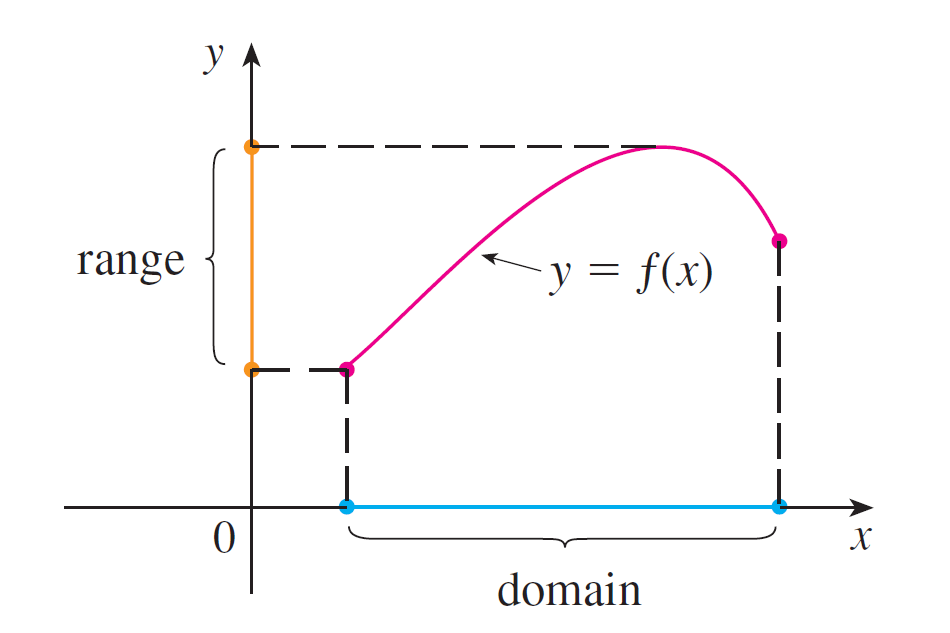 y
range
y = f(x)
0
x
domain